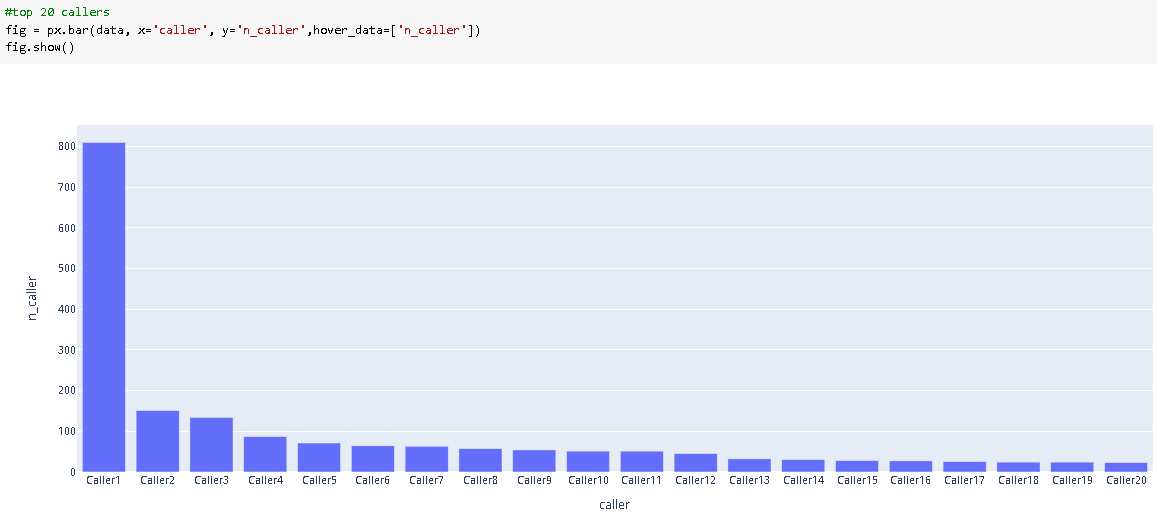 #top 20 callers
fig = px.bar(data, x='caller', y='n_caller',hover_data=['n_caller'])
fig.show()
800
700
600
500
400
300
200
100
0
n_caller
Caller1 Caller2 Caller3 Caller4 Caller5 Caller6 Caller7 Caller8 Caller9 Caller10 Caller11 Caller12 Caller13 Caller14 Caller15 Caller16 Caller17 Caller18 Caller19 Caller20
caller